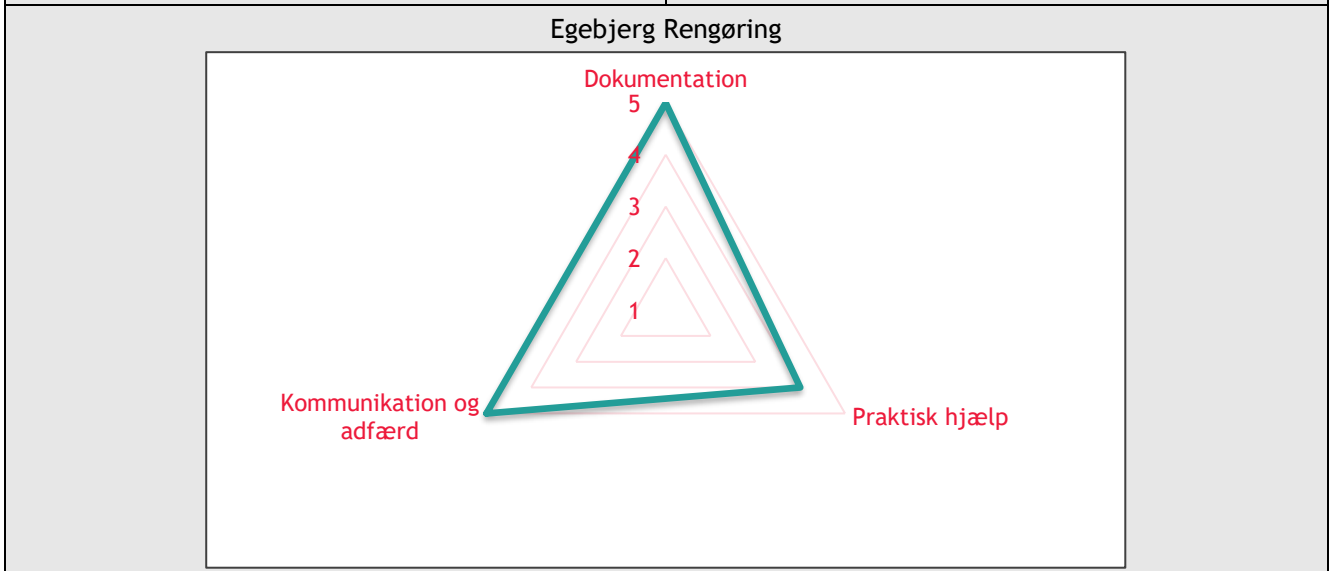 Egebjerg Rengøring
Dokumentation
5
4
3
2
1
Kommunikation og
adfærd
Praktisk hjælp